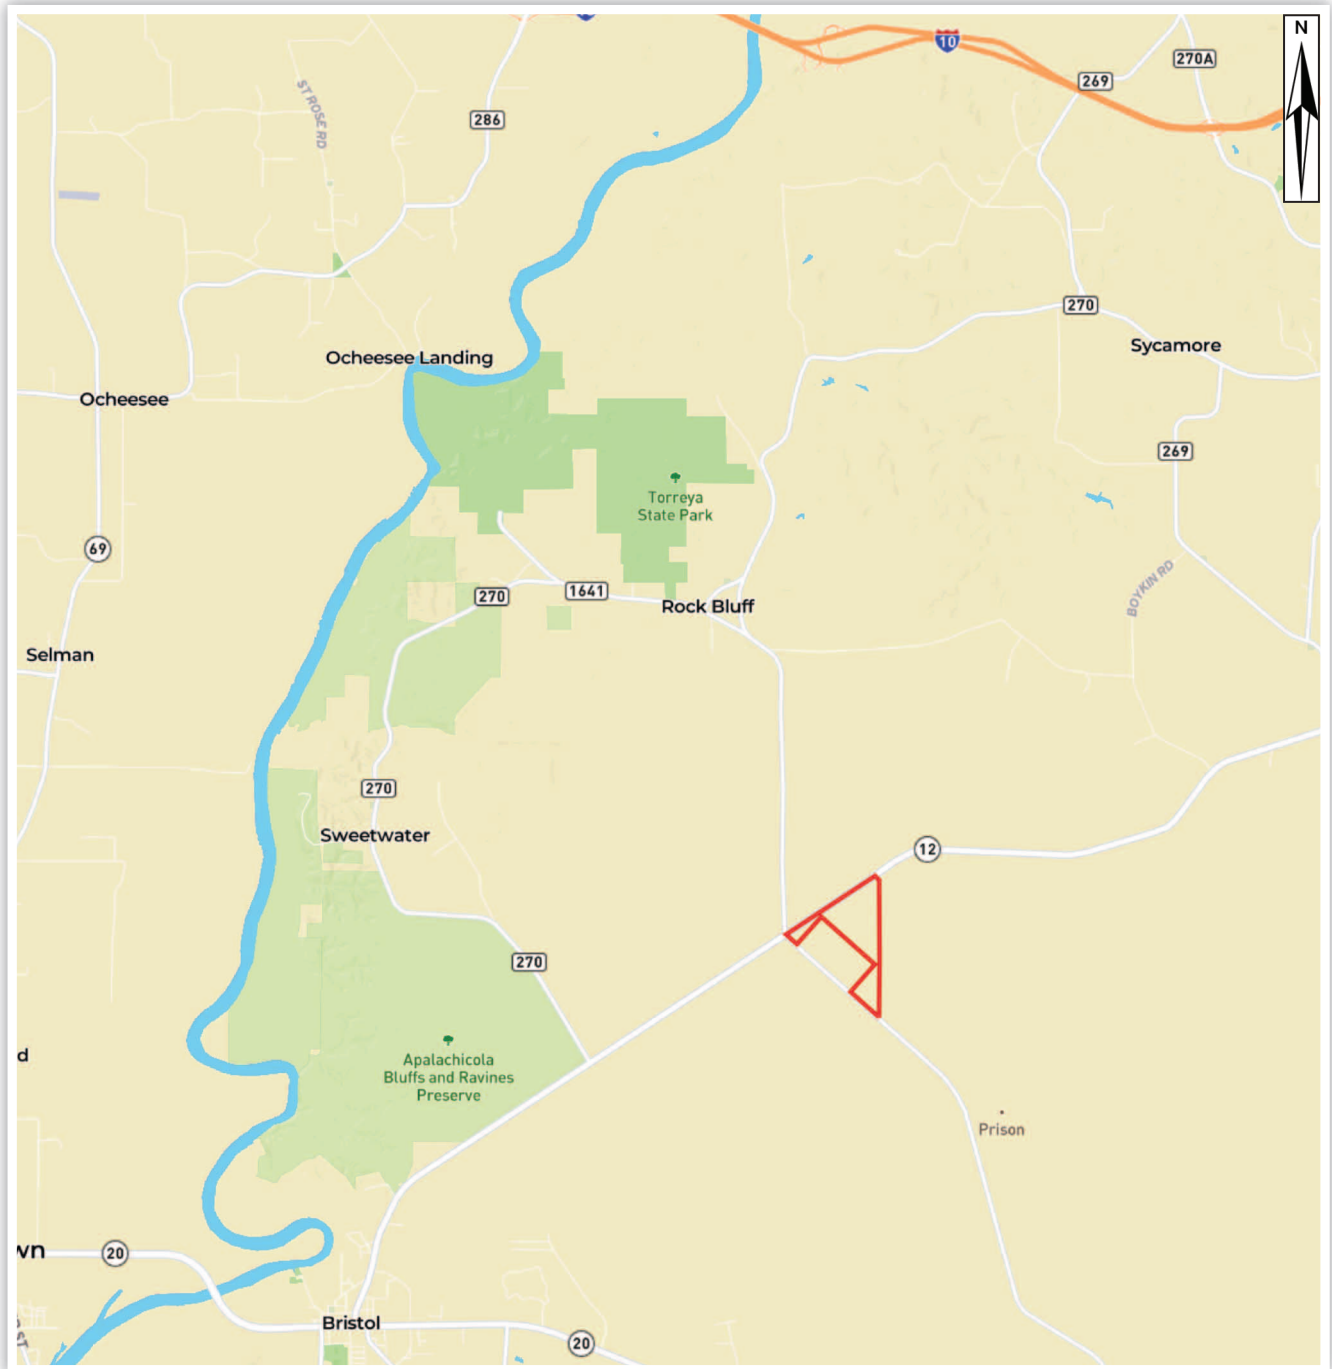 N
10
270A
269
286
ST ROSE RD
270
Sycamore
Ocheesee Landing
Ocheesee
269
Torreya
State Park
69
BOYKIN RD
270
1641
Rock Bluff
Selman
270
Sweetwater
12
270
Apalachicola
Bluffs and Ravines
Preserve
d
Prison
wn
20
Bristol
20
ST